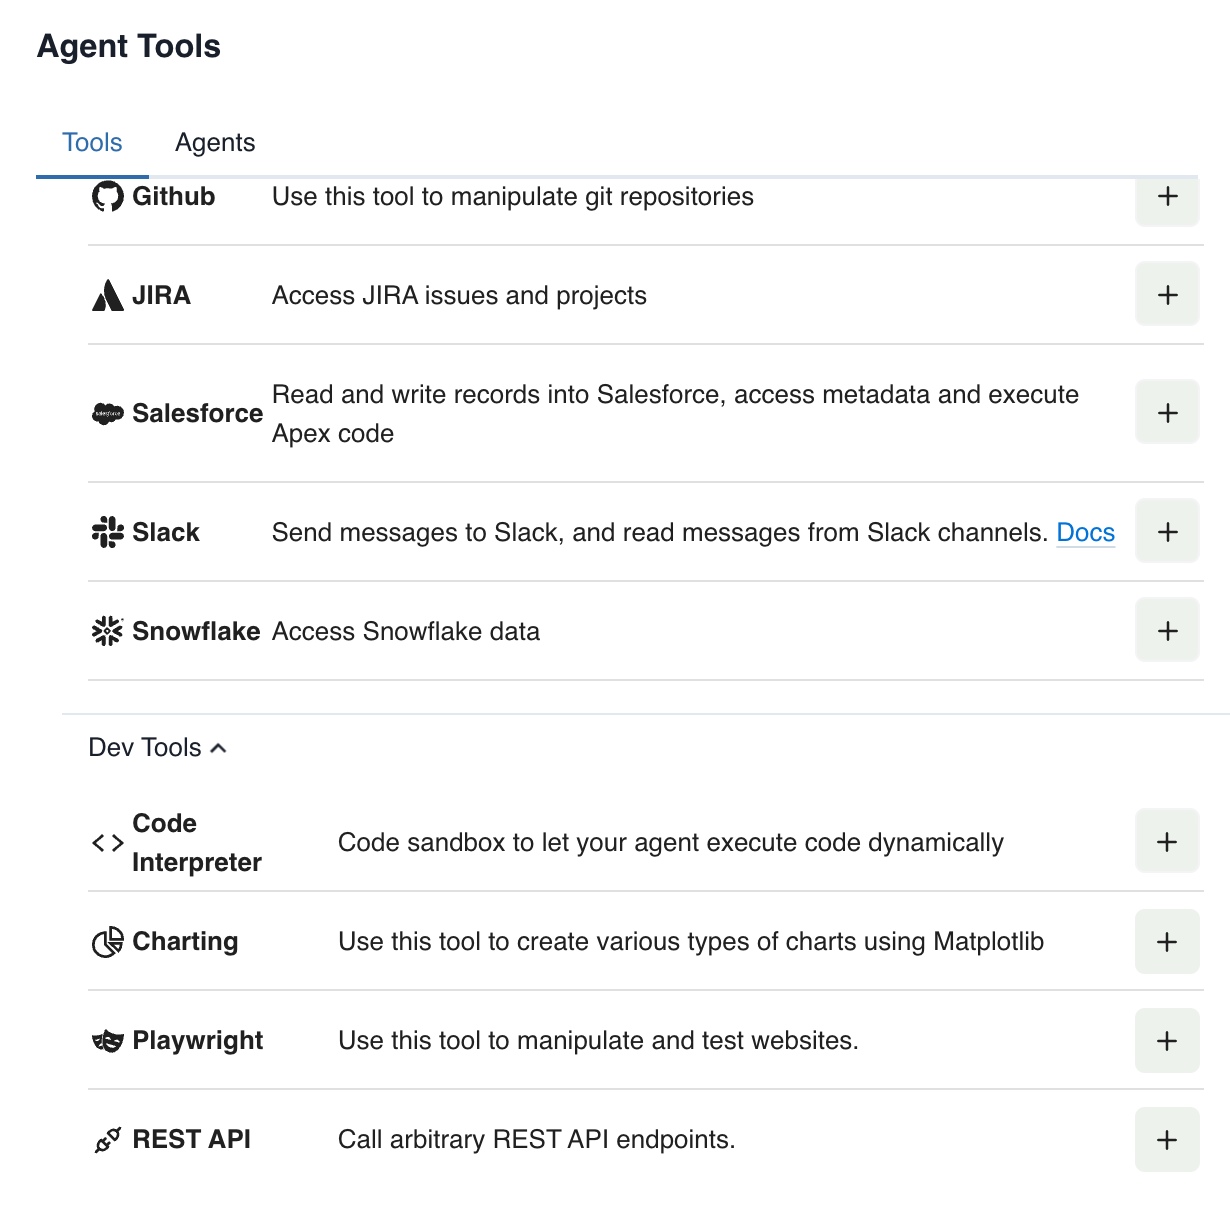 Agent Tools
Tools Agents
Github Use this tool to manipulate git repositories
JIRA Access JIRA issues and projects
Salesforce Read and write records into Salesforce, access metadata and execute
Apex code
Slack Send messages to Slack, and read messages from Slack channels. Docs
Snowflake Access Snowflake data
Dev Tools
Code
Interpreter Code sandbox to let your agent execute code dynamically
Charting Use this tool to create various types of charts using Matplotlib
Playwright Use this tool to manipulate and test websites.
REST API Call arbitrary REST API endpoints.